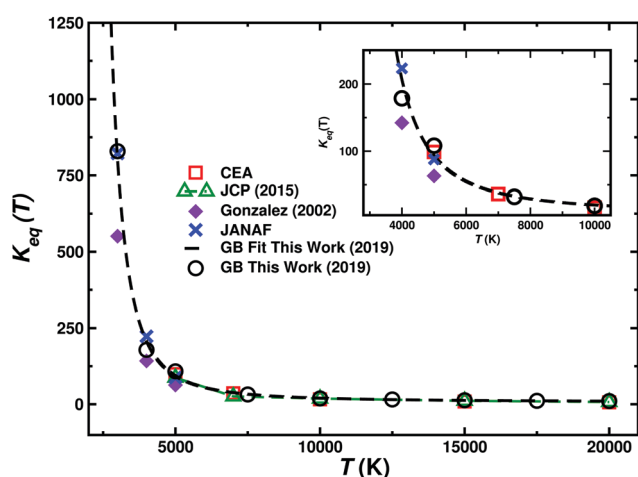 1250
1000
750
500
250
0
K_eq(T)
5000
10000
15000
20000
T (K)
CEA
JCP (2015)
Gonzalez (2002)
JANAF
GB Fit This Work (2019)
GB This Work (2019)
200
100
K_eq(T)
4000
6000
8000
10000
T (K)